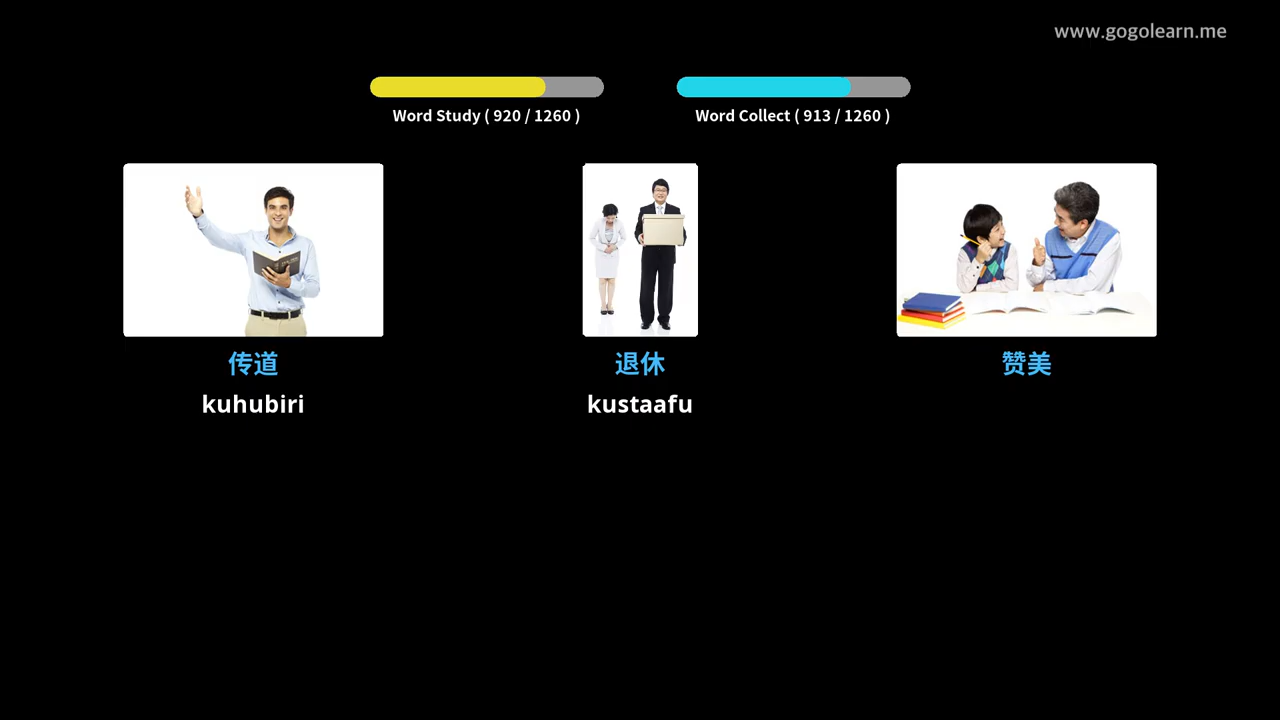 www.gogolearn.me
Word Study ( 920 / 1260 )
Word Collect ( 913 / 1260 )
传道
退休
赞美
kuhubiri
kustaafu